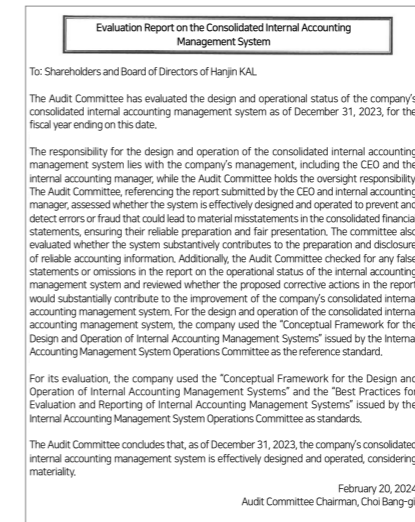 Evaluation Report on the Consolidated Internal Accounting
Management System
To: Shareholders and Board of Directors of Hanjin KAL
The Audit Committee has evaluated the design and operational status of the company's
consolidated internal accounting management system as of December 31, 2023, for the
fiscal year ending on this date.
The responsibility for the design and operation of the consolidated internal accounting
management system lies with the company's management, including the CEO and the
internal accounting manager, while the Audit Committee holds the oversight responsibility
The Audit Committee, referencing the report submitted by the CEO and internal accounting
manager, assessed whether the system is effectively designed and operated to prevent and
detect errors or fraud that could lead to material misstatements in the consolidated financial
statements, ensuring their reliable preparation and fair presentation. The committee also
evaluated whether the system substantively contributes to the preparation and disclosure
of reliable accounting information. Additionally, the Audit Committee checked for any false
statements or omissions in the report on the operational status of the internal accounting
management system and reviewed whether the proposed corrective actions in the report
would substantially contribute to the improvement of the company's consolidated internal
accounting management system. For the design and operation of the consolidated internal
accounting management system, the company used the "Conceptual Framework for the
Design and Operation of Internal Accounting Management Systems" issued by the Internal
Accounting Management System Operations Committee as the reference standard.
For its evaluation, the company used the "Conceptual Framework for the Design and
Operation of Internal Accounting Management Systems" and the "Best Practices for
Evaluation and Reporting of Internal Accounting Management Systems" issued by the
Internal Accounting Management System Operations Committee as standards.
The Audit Committee concludes that, as of December 31, 2023, the company's consolidated
internal accounting management system is effectively designed and operated, considering
materiality.
February 20, 2024
Audit Committee Chairman, Choi Bang-gi